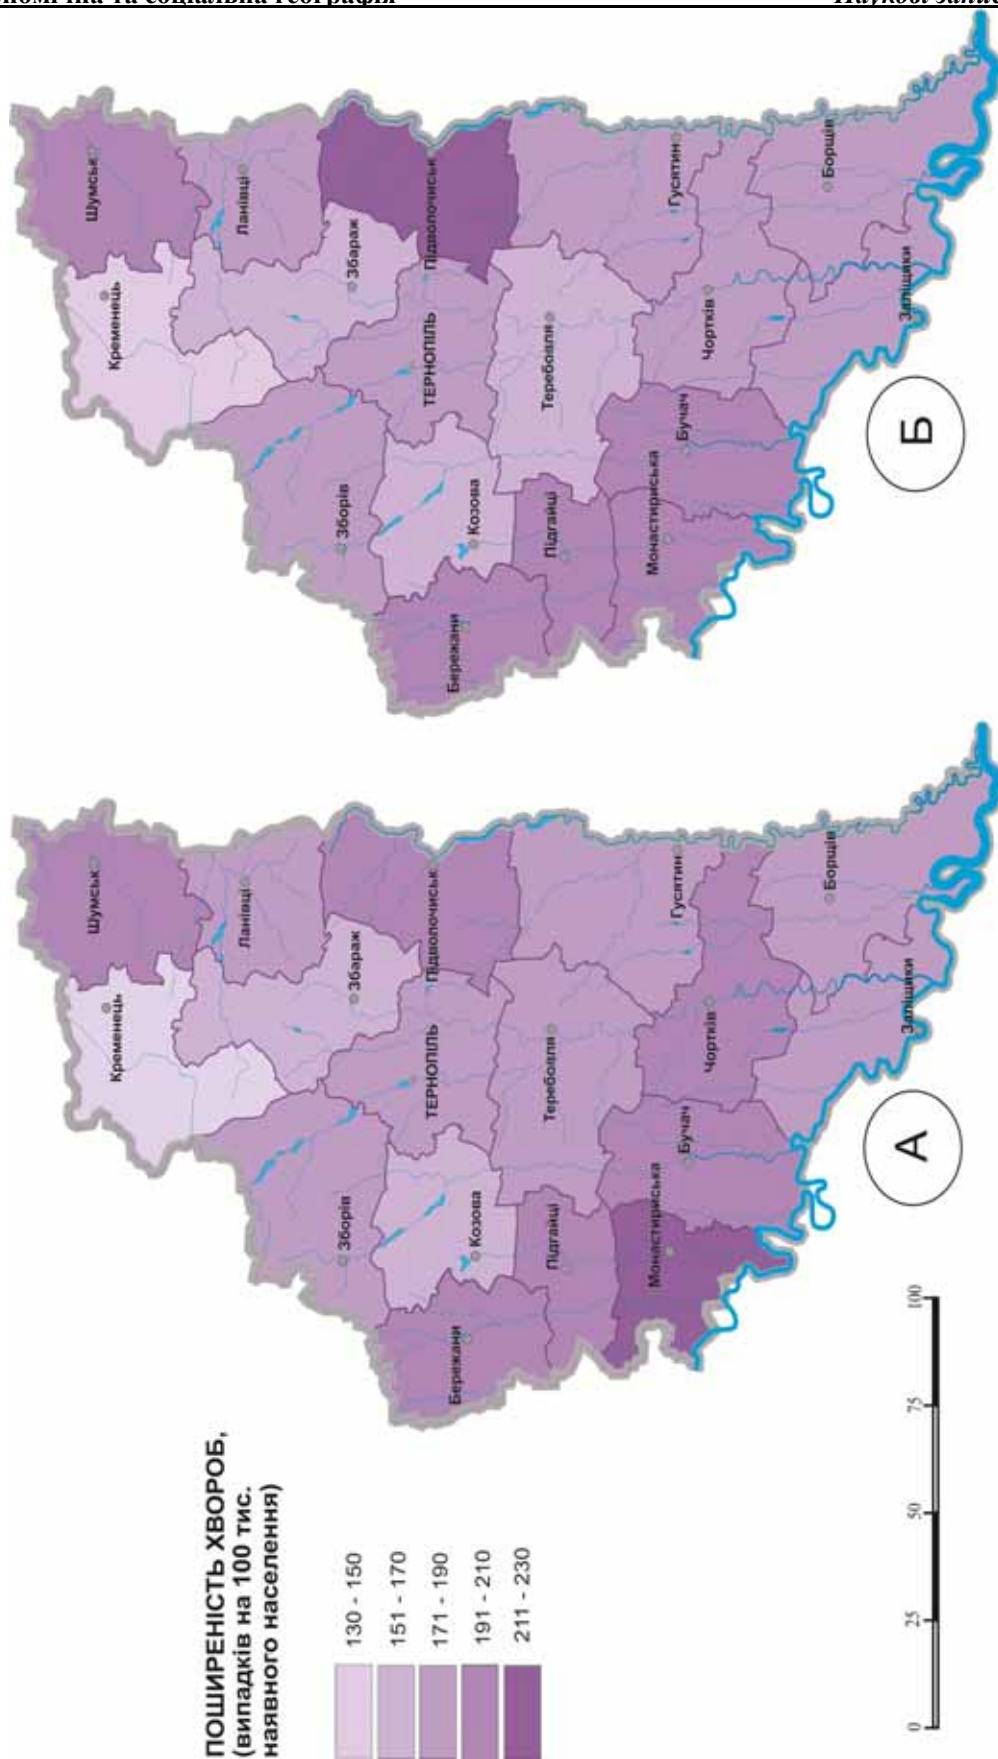 номічна та соціальна географія
Наукові запис
Шумськ
Кременець
Ланівці
Збараж
Підволочиськ
ТЕРНОПІЛЬ
Зборів
Козова
Теребовля
Гусятин
Бережани
Підгайці
Монастириська
Бучач
Чортків
Борщів
Заліщики
Б
Шумськ
Кременець
Ланівці
Збараж
Підволочиськ
ТЕРНОПІЛЬ
Зборів
Козова
Теребовля
Гусятин
Бережани
Підгайці
Монастириська
Бучач
Чортків
Борщів
Заліщики
А
ПОШИРЕНІСТЬ ХВОРОБ,
(випадків на 100 тис.
наявного населення)
130 - 150
151 - 170
171 - 190
191 - 210
211 - 230
0 25 50 75 100